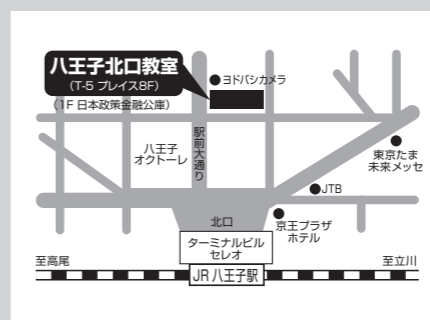 八王子北口教室
(T-5 プレイス8F)
(1F 日本政策金融公庫)
ヨドバシカメラ
駅前大通り
八王子
オクトーレ
東京たま
未来メッセ
JTB
北口
京王プラザ
ホテル
ターミナルビル
セレオ
至高尾
至立川
JR 八王子駅